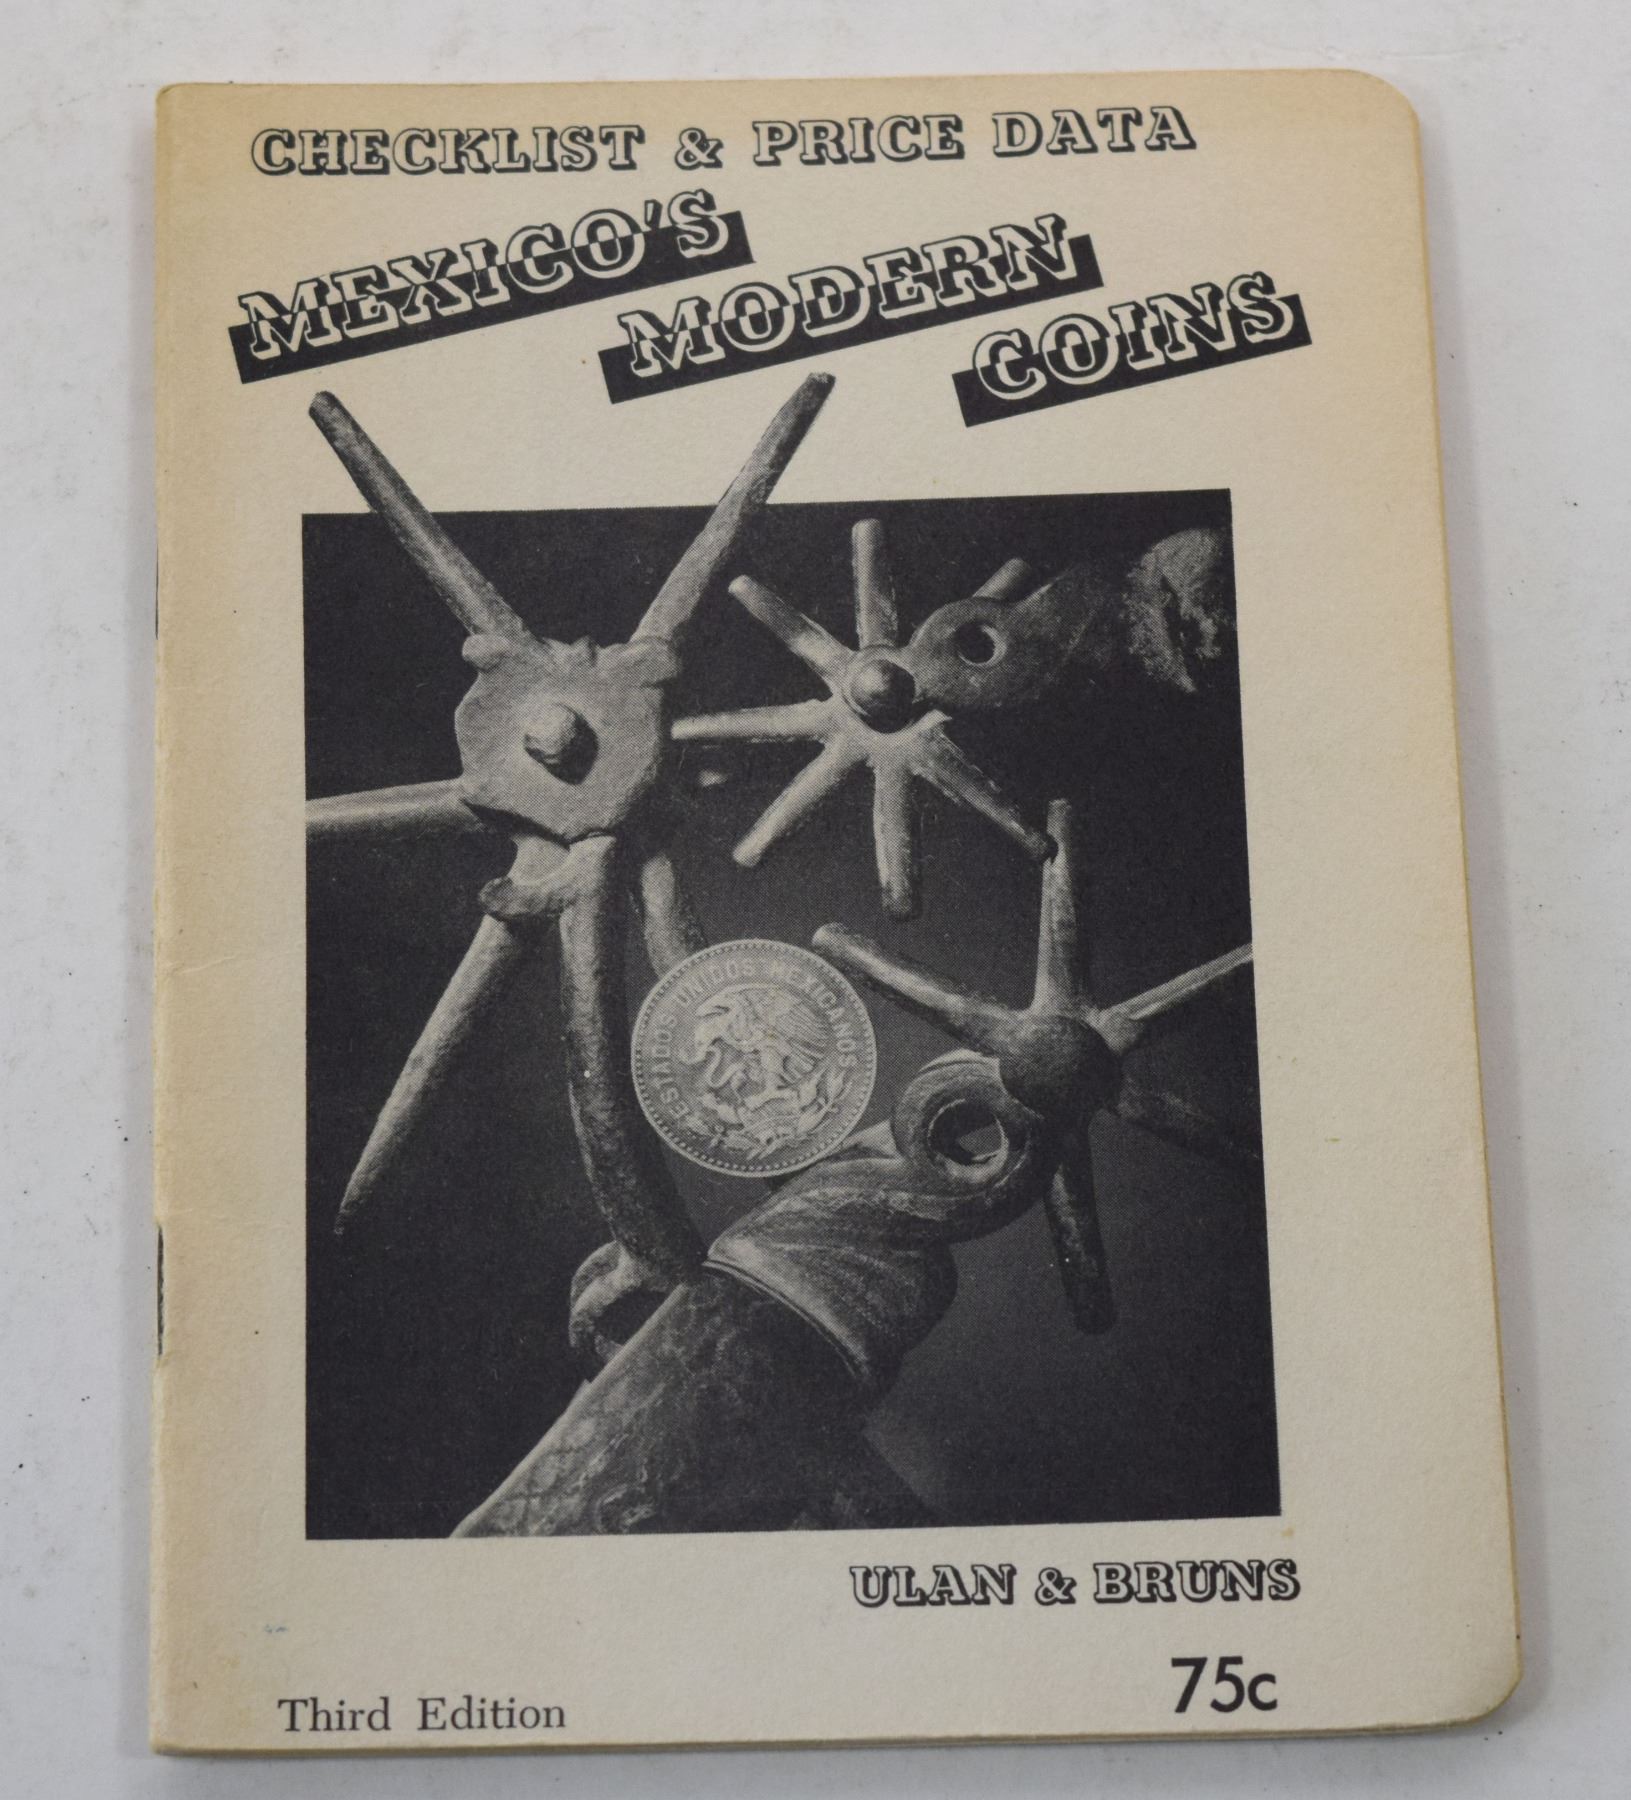 CHECKLIST & PRICE DATA
MEXICO'S
MODERN
COINS
ESTADOS UNIDOS MEXICANOS
ULAN & BRUNS
75c
Third Edition